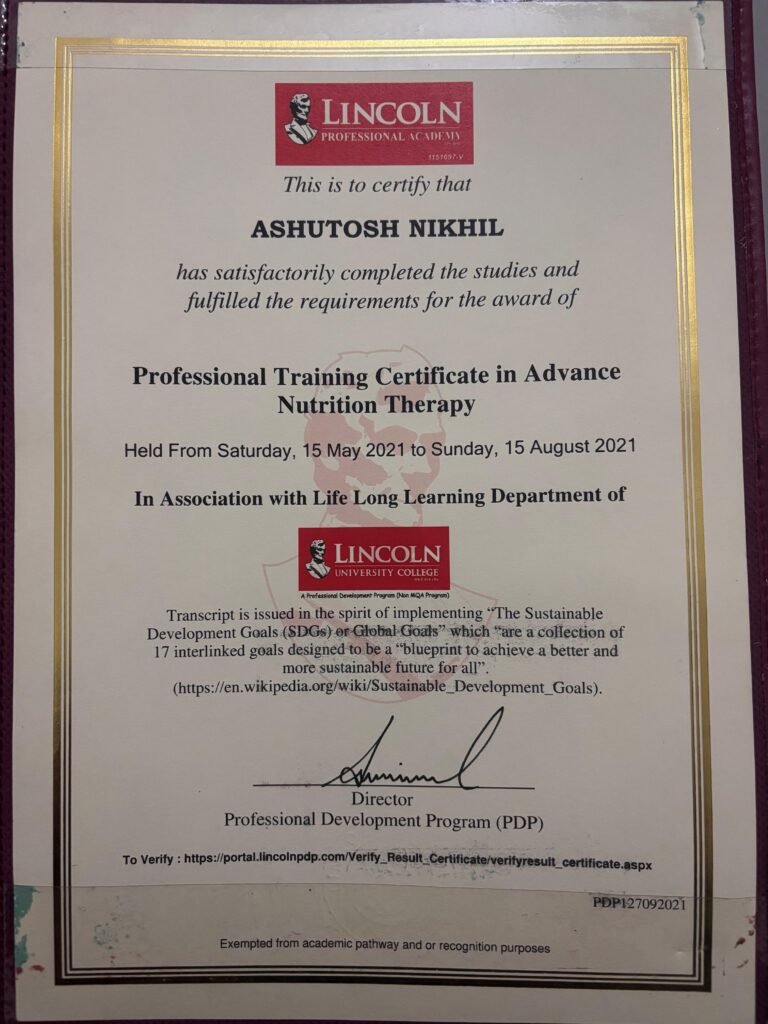 LINCOLN
PROFESSIONAL ACADEMY
1151697-V
This is to certify that
ASHUTOSH NIKHIL
has satisfactorily completed the studies and
fulfilled the requirements for the award of
Professional Training Certificate in Advance
Nutrition Therapy
Held From Saturday, 15 May 2021 to Sunday, 15 August 2021
In Association with Life Long Learning Department of
LINCOLN
UNIVERSITY COLLEGE
A Professional Development Program (Non MQA Program)
Transcript is issued in the spirit of implementing “The Sustainable
Development Goals (SDGs) or Global Goals” which “are a collection of
17 interlinked goals designed to be a “blueprint to achieve a better and
more sustainable future for all”.
(https://en.wikipedia.org/wiki/Sustainable_Development_Goals).
Director
Professional Development Program (PDP)
To Verify : https://portal.lincolnpdp.com/Verify_Result_Certificate/verifyresult_certificate.aspx
PDP127092021
Exempted from academic pathway and or recognition purposes